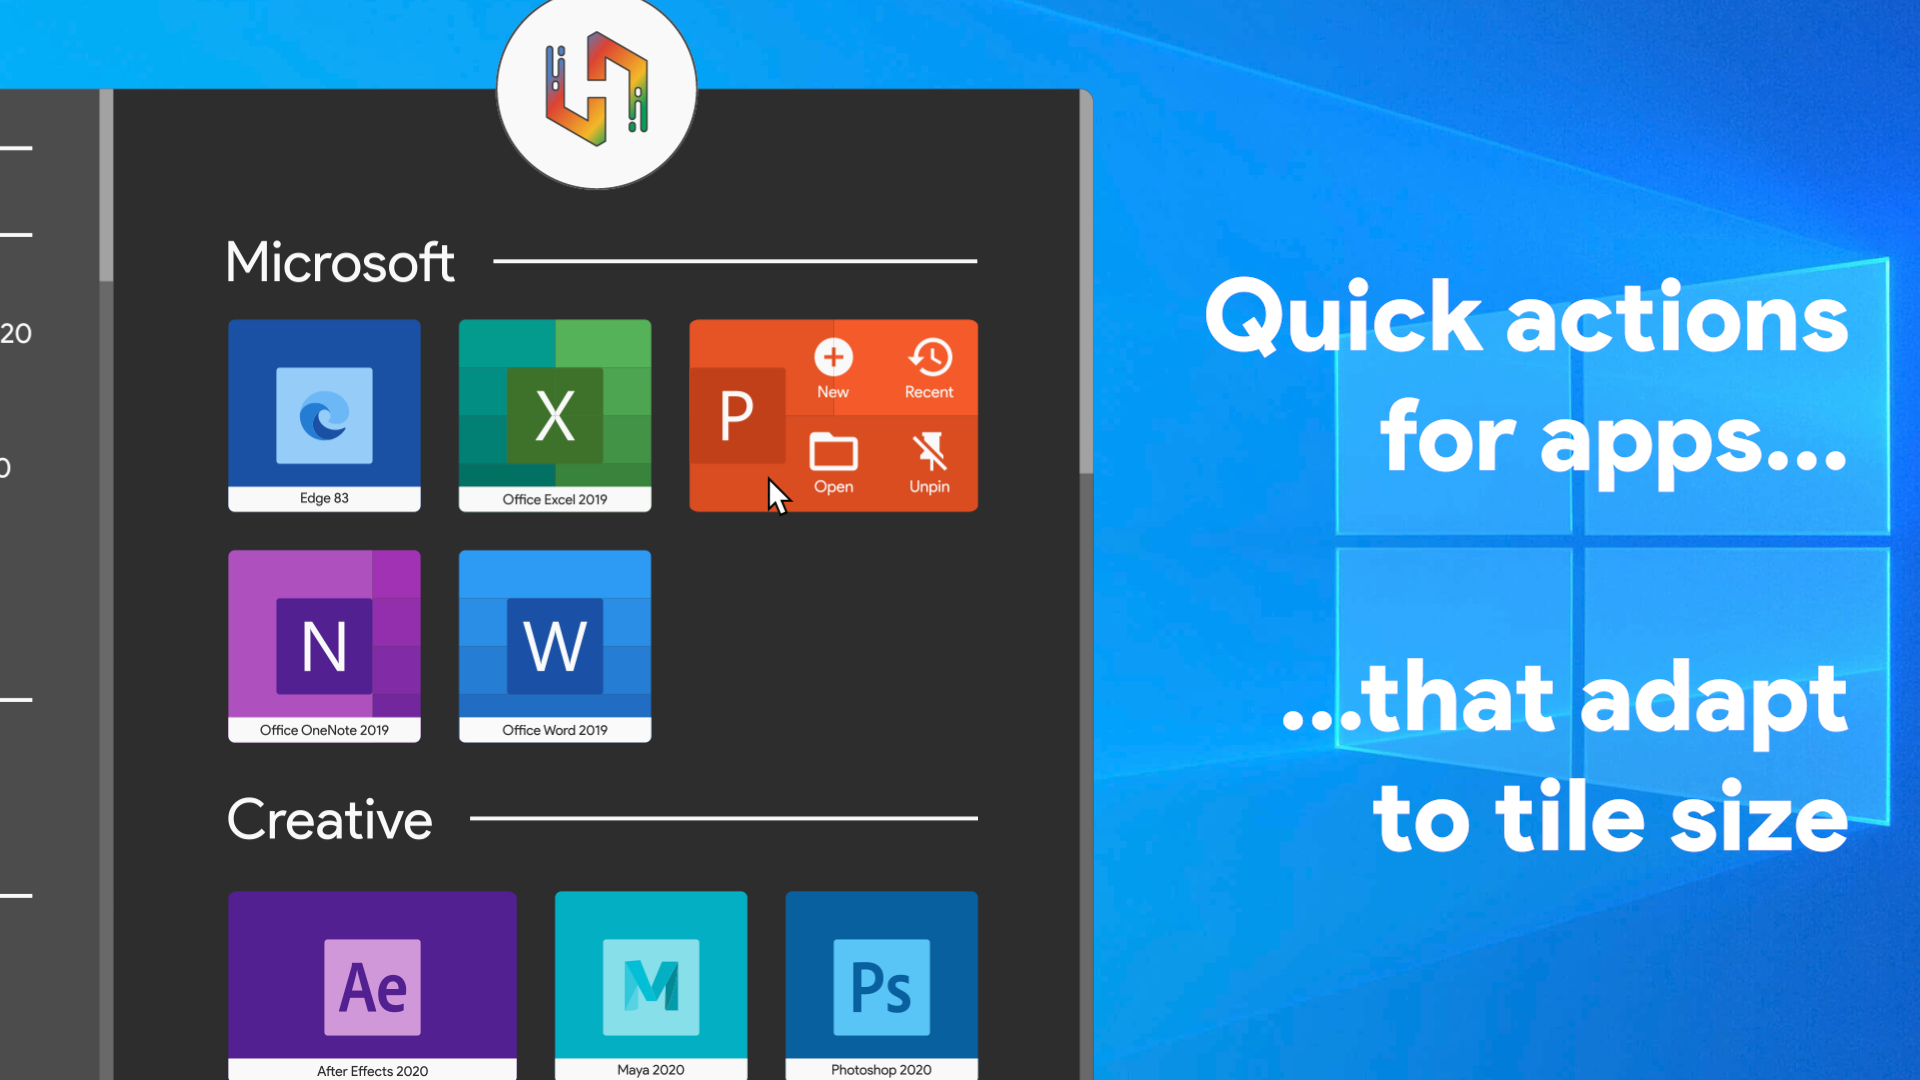 20
0
Microsoft
Edge 83
X
Office Excel 2019
P
New
Recent
Open
Unpin
N
Office OneNote 2019
W
Office Word 2019
Creative
Ae
After Effects 2020
M
Maya 2020
Ps
Photoshop 2020
Quick actions
for apps...
...that adapt
to tile size